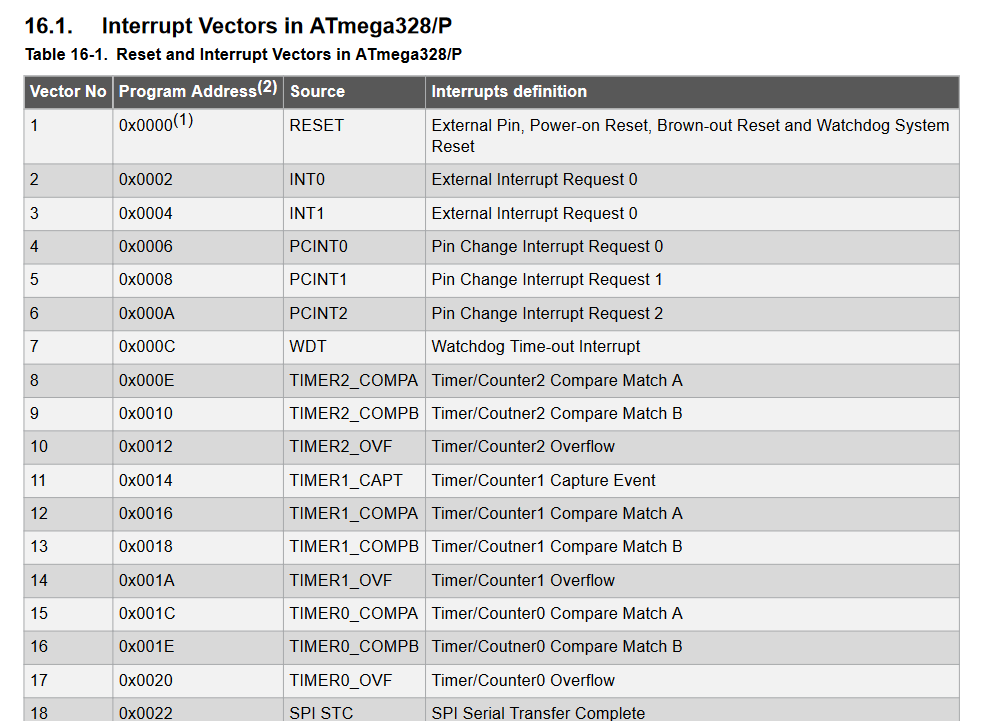 16.1. Interrupt Vectors in ATmega328/P
Table 16-1. Reset and Interrupt Vectors in ATmega328/P
Vector No Program Address(2) Source Interrupts definition
1 0x0000(1) RESET External Pin, Power-on Reset, Brown-out Reset and Watchdog System
Reset
2 0x0002 INT0 External Interrupt Request 0
3 0x0004 INT1 External Interrupt Request 0
4 0x0006 PCINT0 Pin Change Interrupt Request 0
5 0x0008 PCINT1 Pin Change Interrupt Request 1
6 0x000A PCINT2 Pin Change Interrupt Request 2
7 0x000C WDT Watchdog Time-out Interrupt
8 0x000E TIMER2_COMPA Timer/Counter2 Compare Match A
9 0x0010 TIMER2_COMPB Timer/Coutner2 Compare Match B
10 0x0012 TIMER2_OVF Timer/Counter2 Overflow
11 0x0014 TIMER1_CAPT Timer/Counter1 Capture Event
12 0x0016 TIMER1_COMPA Timer/Counter1 Compare Match A
13 0x0018 TIMER1_COMPB Timer/Coutner1 Compare Match B
14 0x001A TIMER1_OVF Timer/Counter1 Overflow
15 0x001C TIMER0_COMPA Timer/Counter0 Compare Match A
16 0x001E TIMER0_COMPB Timer/Coutner0 Compare Match B
17 0x0020 TIMER0_OVF Timer/Counter0 Overflow
18 0x0022 SPI STC SPI Serial Transfer Complete